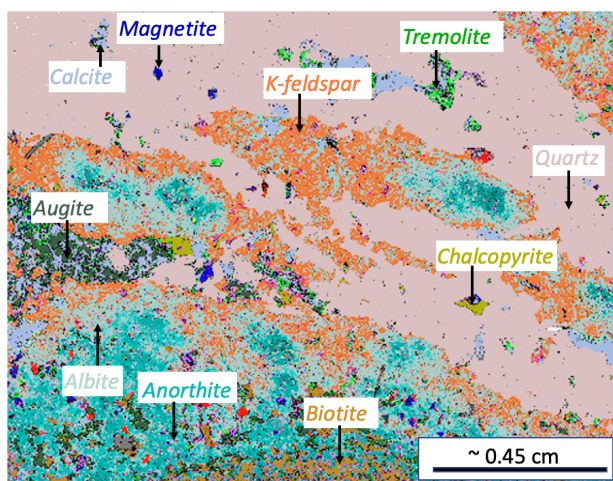 Magnetite
Tremolite
Calcite
K-feldspar
Quartz
Augite
Chalcopyrite
Albite
Anorthite
Biotite
~ 0.45 cm